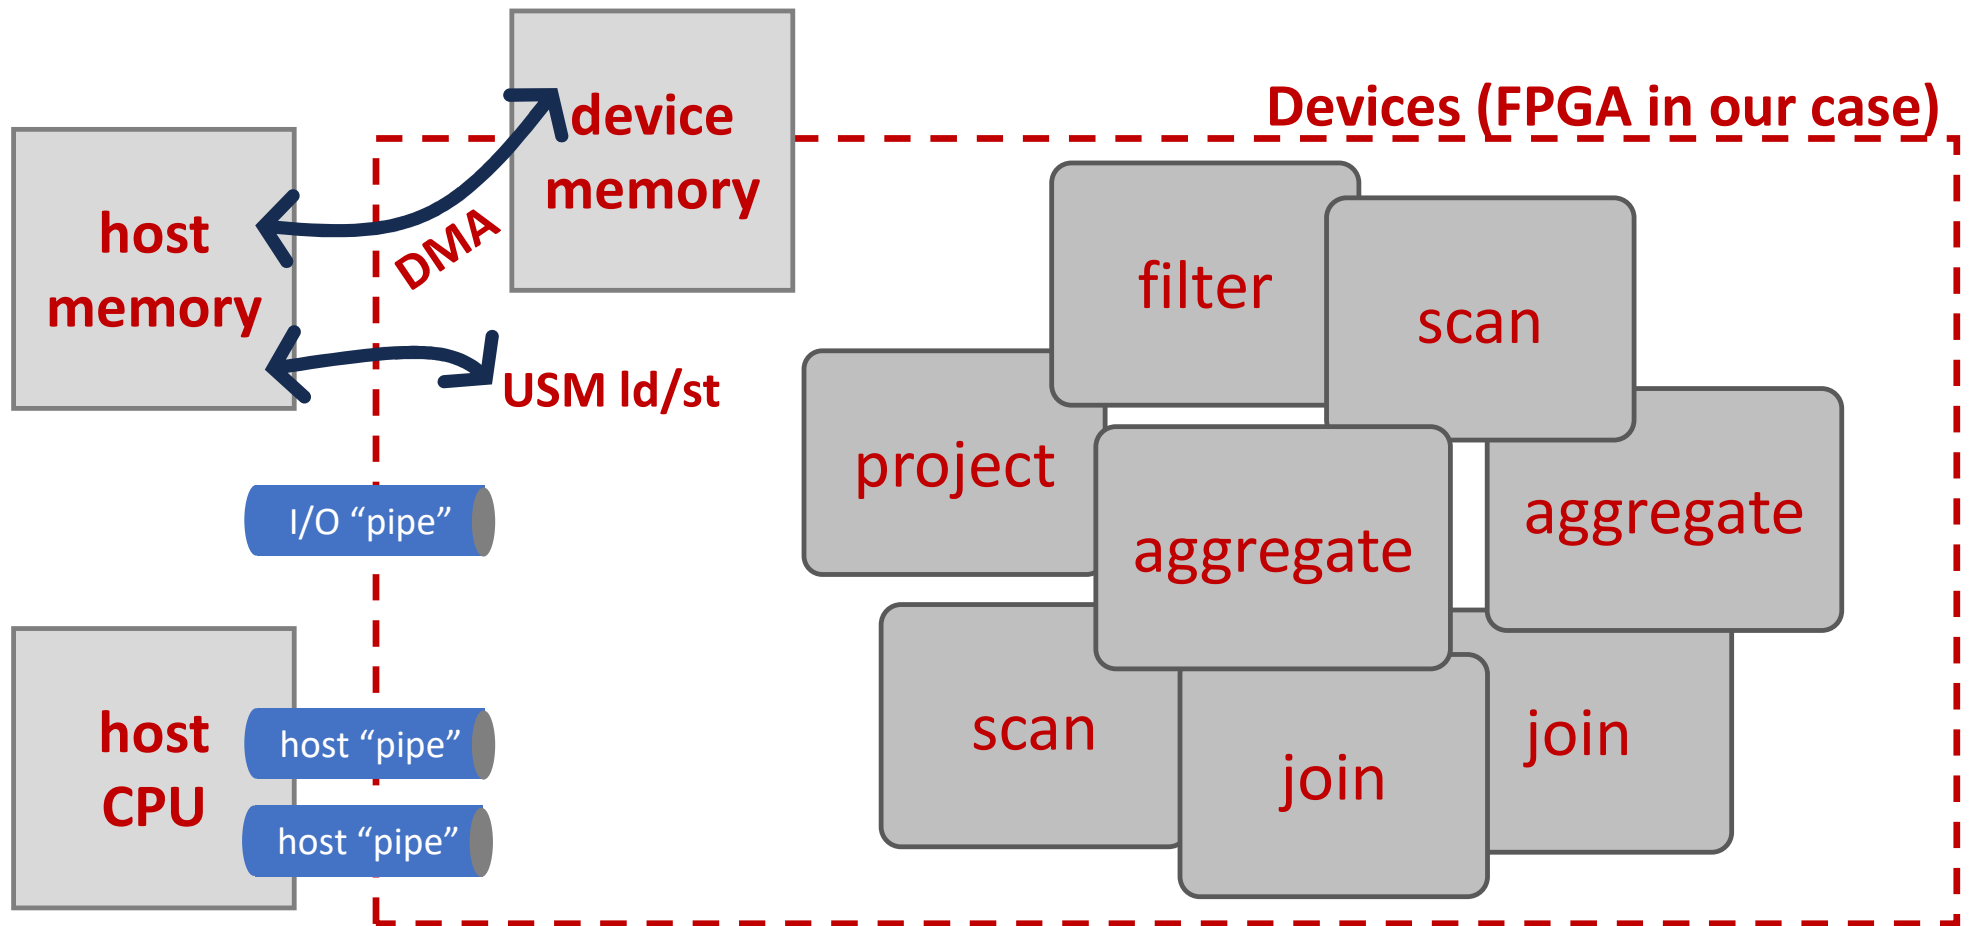 device
memory
Devices (FPGA in our case)
host
memory
DMA
USM ld/st
filter
scan
project
aggregate
aggregate
I/O “pipe”
host
CPU
host “pipe”
host “pipe”
scan
join
join